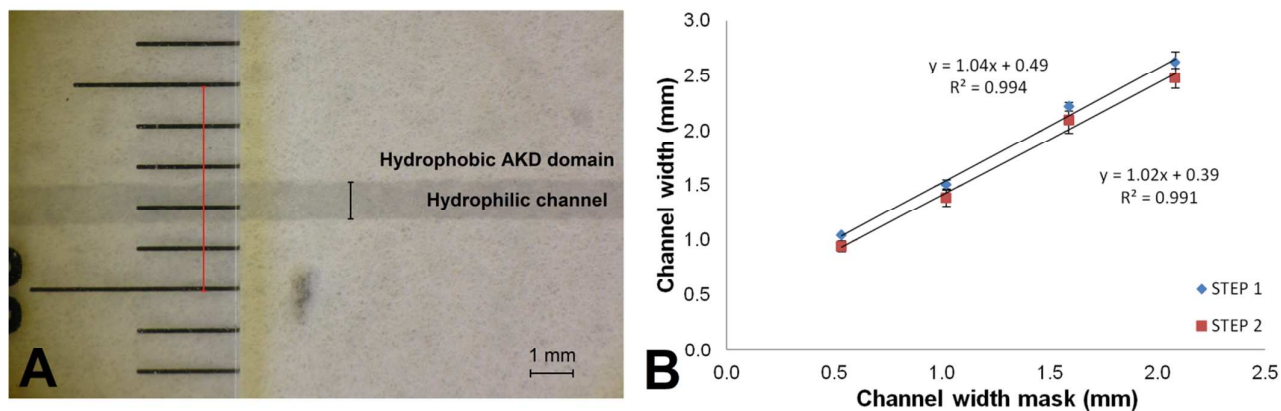 Hydrophobic AKD domain
Hydrophilic channel
1 mm
A
3.0
2.5
2.0
1.5
1.0
0.5
0.0
Channel width (mm)
y = 1.04x + 0.49
R² = 0.994
y = 1.02x + 0.39
R² = 0.991
STEP 1
STEP 2
0.0 0.5 1.0 1.5 2.0 2.5
Channel width mask (mm)
B